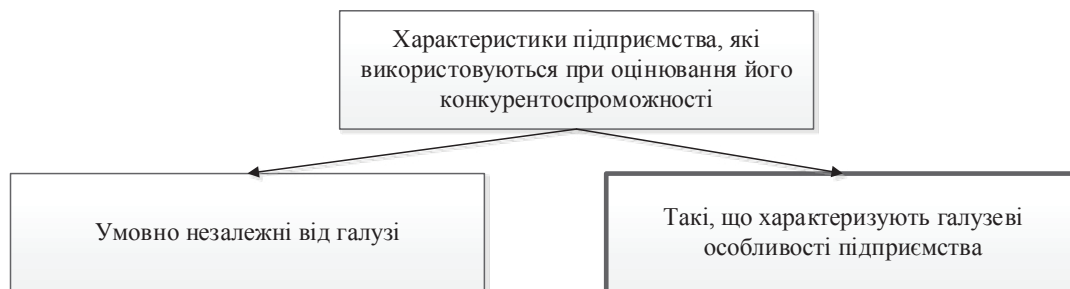 Характеристики підприємства, які
використовуються при оцінювання його
конкурентоспроможності
Умовно незалежні від галузі
Такі, що характеризують галузеві
особливості підприємства